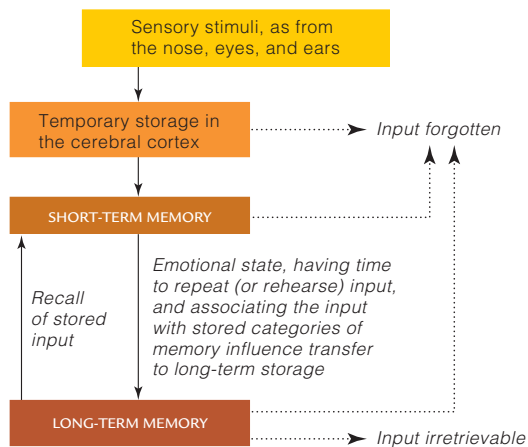 Sensory stimuli, as from
the nose, eyes, and ears
Temporary storage in
the cerebral cortex
Input forgotten
SHORT-TERM MEMORY
Recall
of stored
input
Emotional state, having time
to repeat (or rehearse) input,
and associating the input
with stored categories of
memory influence transfer
to long-term storage
LONG-TERM MEMORY
Input irretrievable